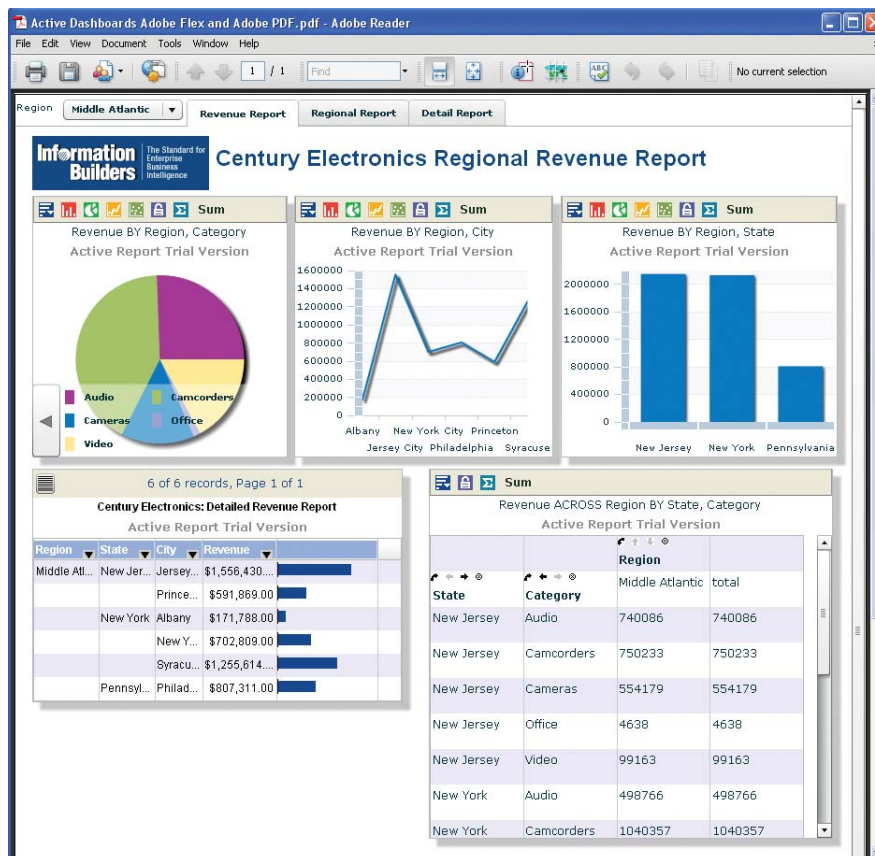 Active Dashboards Adobe Flex and Adobe PDF.pdf - Adobe Reader
File Edit View Document Tools Window Help
1 / 1 Find No current selection
Region Middle Atlantic Revenue Report Regional Report Detail Report
Information Builders The Standard for Enterprise Business Intelligence
Century Electronics Regional Revenue Report
Sum
Revenue BY Region, Category
Active Report Trial Version
Audio Camcorders
Cameras Office
Video
Sum
Revenue BY Region, City
Active Report Trial Version
1600000
1400000
1200000
1000000
800000
600000
400000
200000
0
Albany New York City Princeton
Jersey City Philadelphia Syracuse
Sum
Revenue BY Region, State
Active Report Trial Version
2000000
1600000
1200000
800000
400000
0
New Jersey New York Pennsylvania
6 of 6 records, Page 1 of 1
Century Electronics: Detailed Revenue Report
Active Report Trial Version
Region State City Revenue
Middle Atl... New Jer... Jersey... $1,556,430....
Prince... $591,869.00
New York Albany $171,788.00
New Y... $702,809.00
Syracu... $1,255,614....
Pennsyl... Philad... $807,311.00
Sum
Revenue ACROSS Region BY State, Category
Active Report Trial Version
Region
Middle Atlantic total
State Category
New Jersey Audio 740086 740086
New Jersey Camcorders 750233 750233
New Jersey Cameras 554179 554179
New Jersey Office 4638 4638
New Jersey Video 99163 99163
New York Audio 498766 498766
New York Camcorders 1040357 1040357